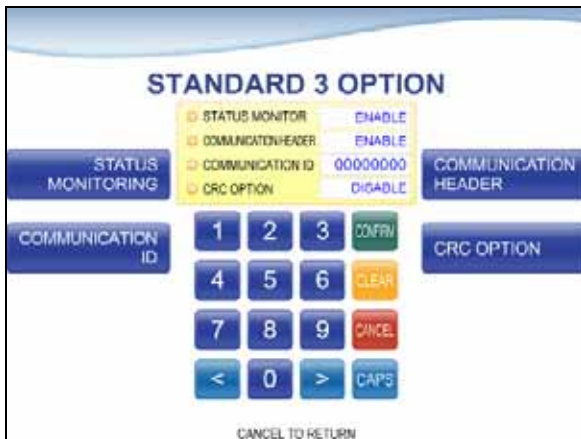 STANDARD 3 OPTION
STATUS MONITOR ENABLE
COMMUNICATION HEADER ENABLE
COMMUNICATION ID 00000000
CRC OPTION DISABLE
STATUS
MONITORING
COMMUNICATION
HEADER
COMMUNICATION
ID
CRC OPTION
1 2 3 CONFIRM
4 5 6 CLEAR
7 8 9 CANCEL
< 0 > CAPS
CANCEL TO RETURN